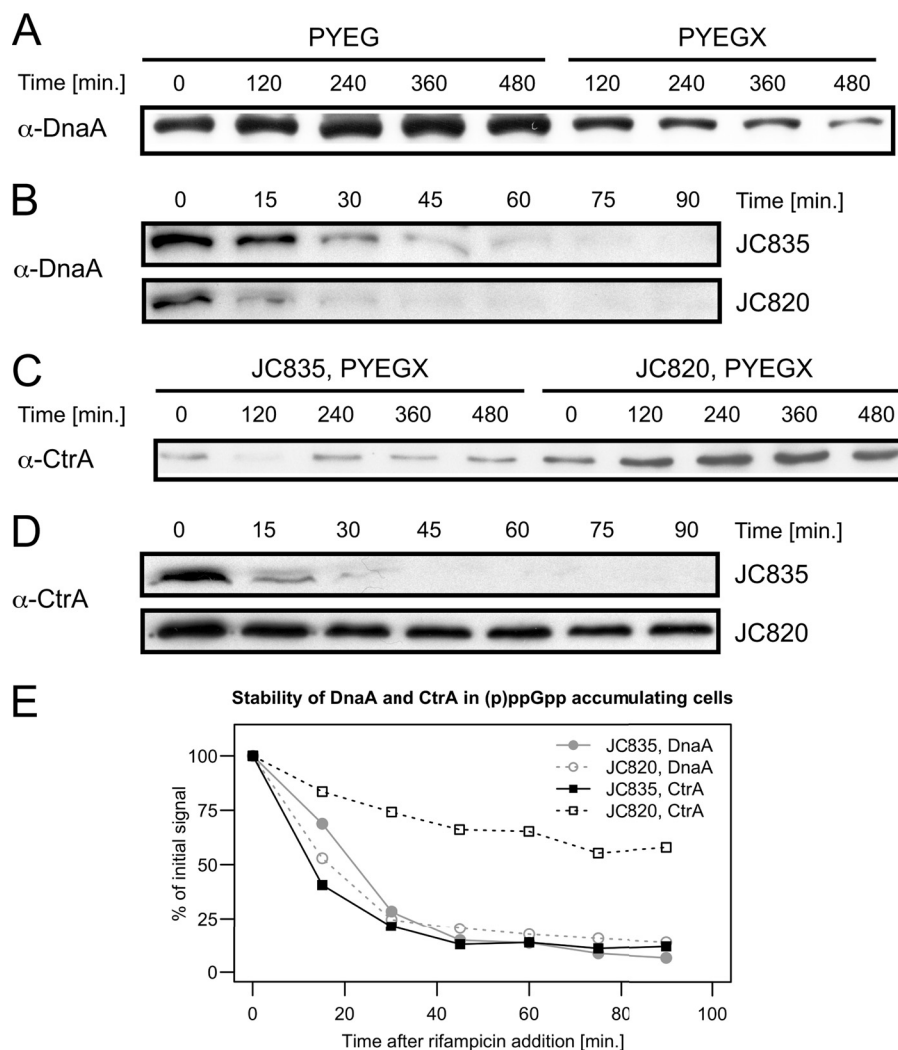 A
PYEG PYEGX
Time [min.] 0 120 240 360 480 120 240 360 480
α-DnaA
B
0 15 30 45 60 75 90 Time [min.]
JC835
α-DnaA
JC820
C
JC835, PYEGX JC820, PYEGX
Time [min.] 0 120 240 360 480 0 120 240 360 480
α-CtrA
D
0 15 30 45 60 75 90 Time [min.]
JC835
α-CtrA
JC820
E
Stability of DnaA and CtrA in (p)ppGpp accumulating cells
JC835, DnaA
JC820, DnaA
JC835, CtrA
JC820, CtrA
% of initial signal
100
75
50
25
0
0 20 40 60 80 100
Time after rifampicin addition [min.]